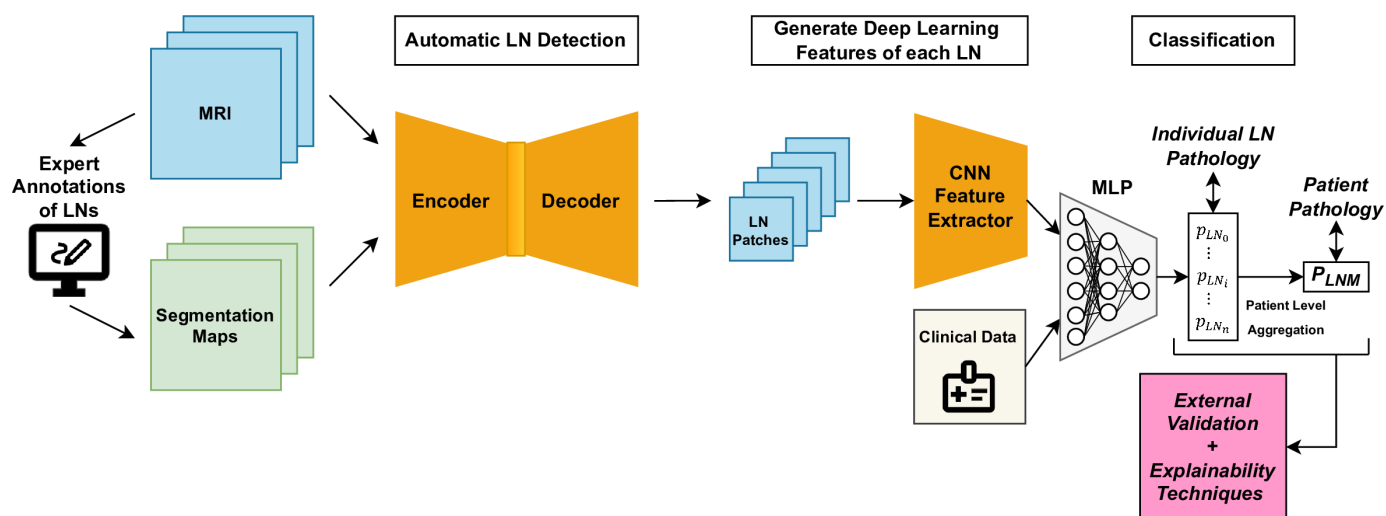 Automatic LN Detection
Generate Deep Learning
Features of each LN
Classification
MRI
Expert
Annotations
of LNs
Segmentation
Maps
Encoder
Decoder
LN
Patches
CNN
Feature
Extractor
Clinical Data
MLP
Individual LN
Pathology
Patient
Pathology
p_{LN_0}
⋮
p_{LN_i}
⋮
p_{LN_n}
P_{LNM}
Patient Level
Aggregation
External
Validation
+
Explainability
Techniques